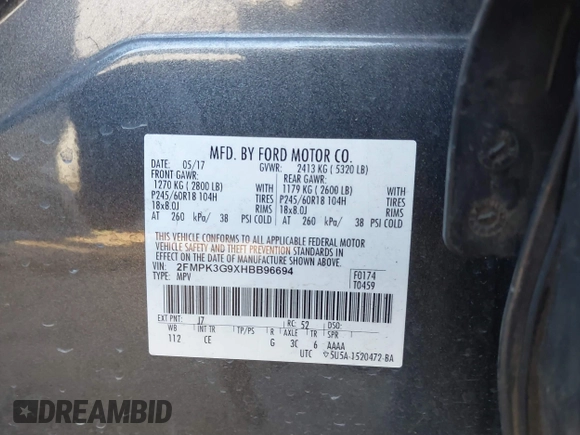 MFD. BY FORD MOTOR CO.
DATE: 05/17 GVWR: 2413 KG ( 5320 LB)
FRONT GAWR: REAR GAWR:
1270 KG ( 2800 LB) WITH 1179 KG ( 2600 LB) WITH
P245/60R18 104H TIRES P245/60R18 104H TIRES
18x8.0J RIMS 18x8.0J RIMS
AT 260 kPa/ 38 PSI COLD AT 260 kPa/ 38 PSI COLD
THIS VEHICLE CONFORMS TO ALL APPLICABLE FEDERAL MOTOR
VEHICLE SAFETY AND THEFT PREVENTION STANDARDS IN
EFFECT ON THE DATE OF MANUFACTURE SHOWN ABOVE.
VIN: 2FMPK3G9XHBB96694 F0174
TYPE: MPV T0459
EXT PNT: J7 RC: 52 DSO:
WB INT TR TP/PS R AXLE TR SPR
112 CE G 3C 6 AAAA
UTC 5U5A-1520472-BA
DREAMBID